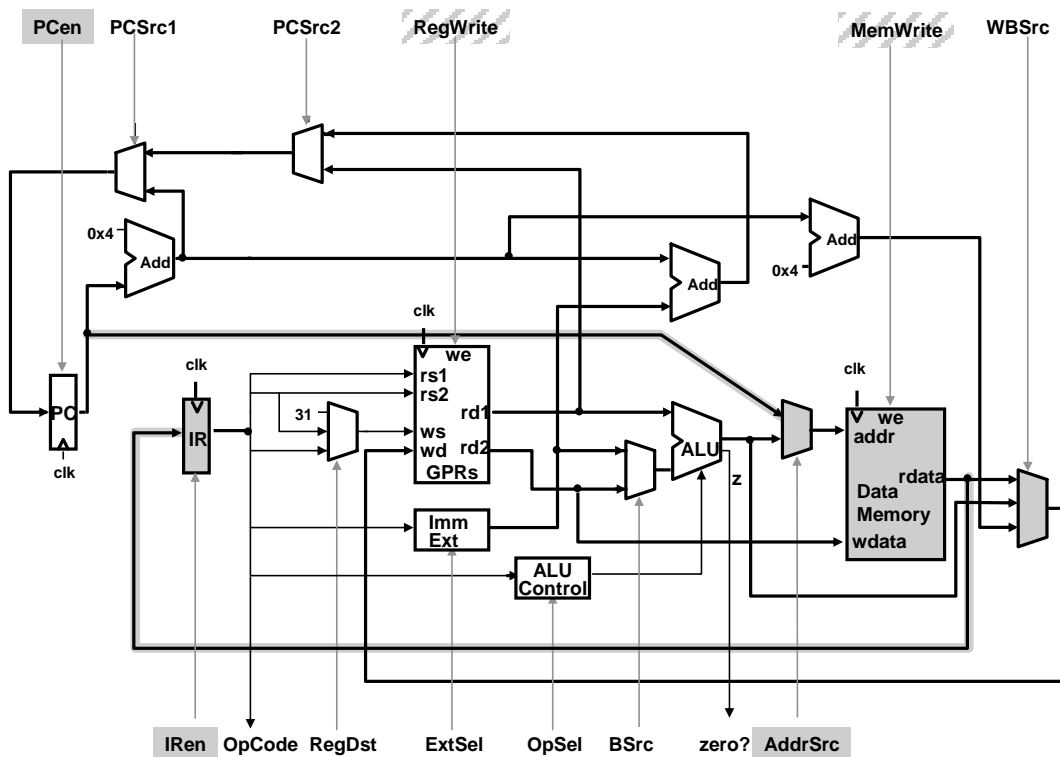 PCen PCSrc1 PCSrc2 RegWrite MemWrite WBSrc
0x4
Add
Add
0x4
Add
clk
clk
clk
we
PC
clk
IR
31
rs1
rs2
rd1
ws
wd
rd2
GPRs
ALU
z
we
addr
rdata
Data
Memory
wdata
Imm
Ext
ALU
Control
IRen OpCode RegDst ExtSel OpSel BSrc zero? AddrSrc